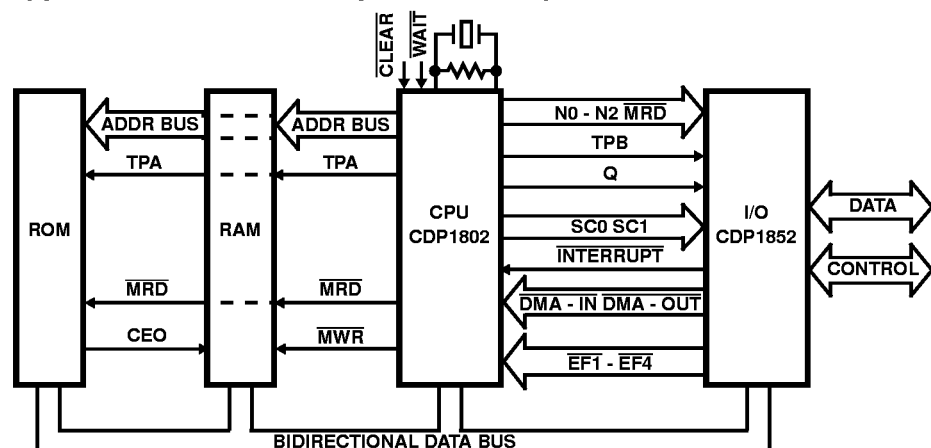 CLEAR
WAIT
ADDR BUS
ADDR BUS
N0 - N2 MRD
TPB
TPA
TPA
Q
ROM
RAM
CPU
CDP1802
I/O
CDP1852
DATA
SC0 SC1
INTERRUPT
CONTROL
MRD
MRD
DMA - IN DMA - OUT
CEO
MWR
EF1 - EF4
BIDIRECTIONAL DATA BUS